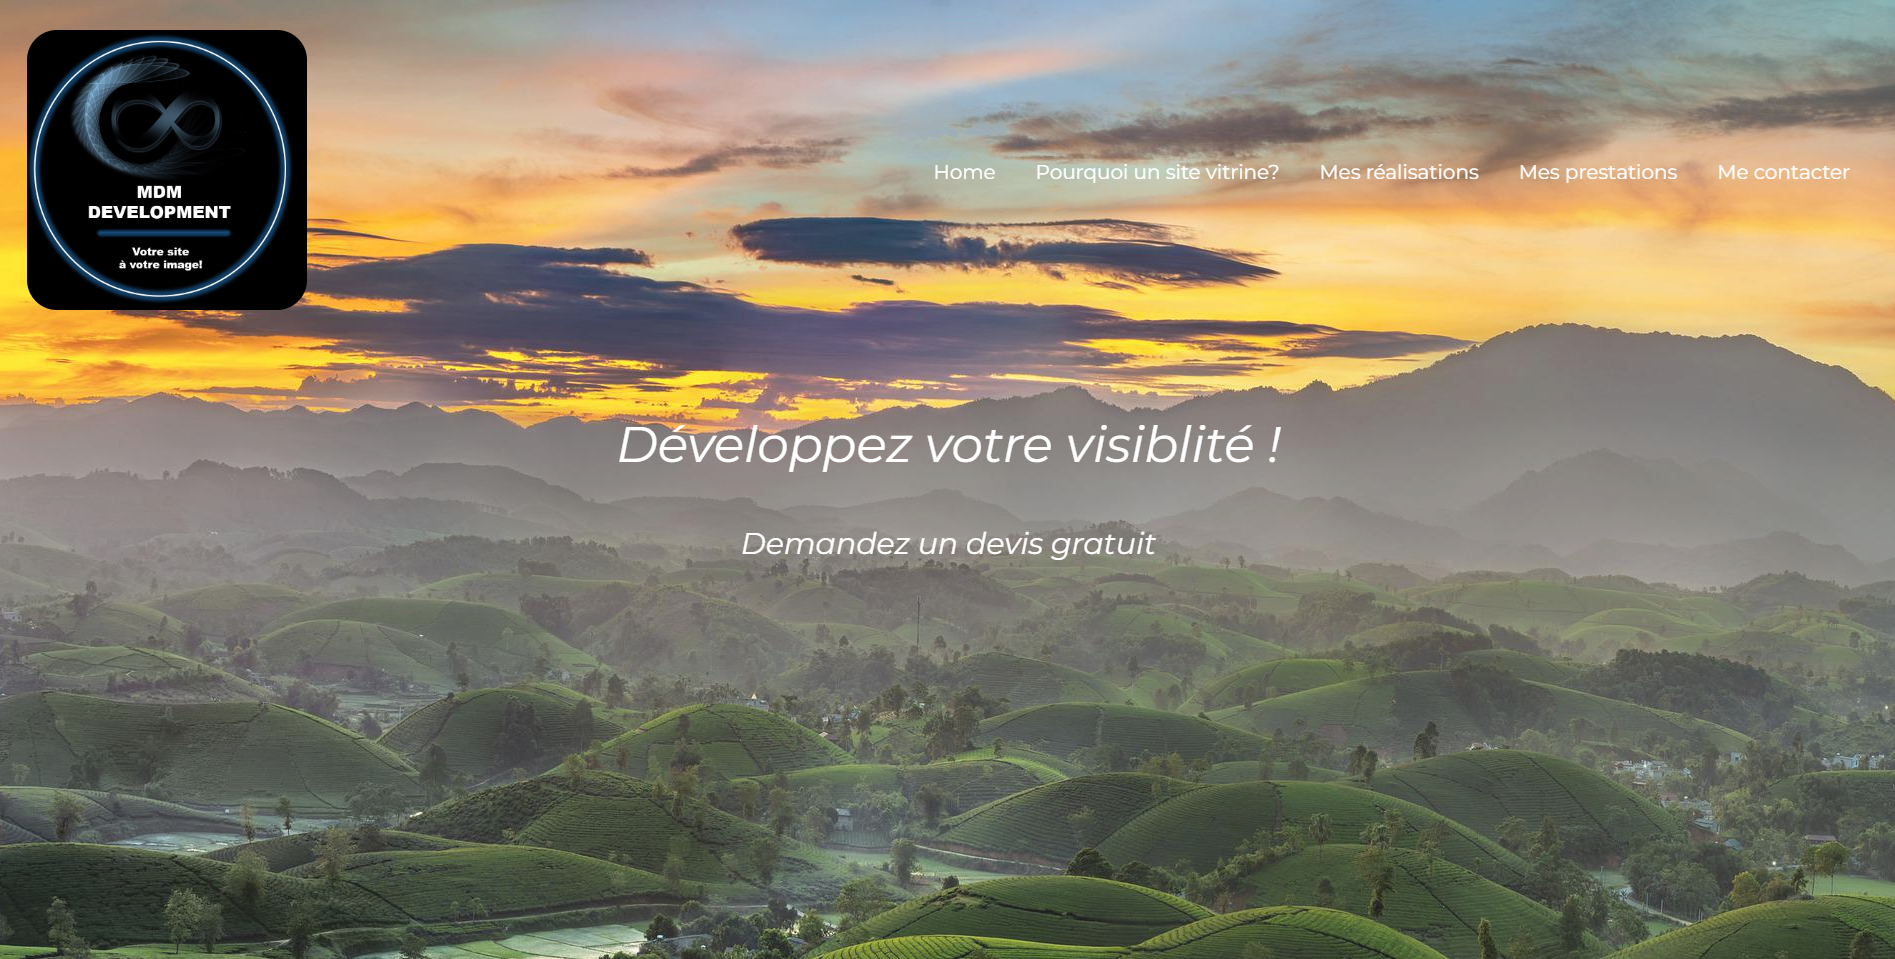 MDM
DEVELOPMENT
Votre site
à votre image!
Home Pourquoi un site vitrine? Mes réalisations Mes prestations Me contacter
Développez votre visiblité !
Demandez un devis gratuit